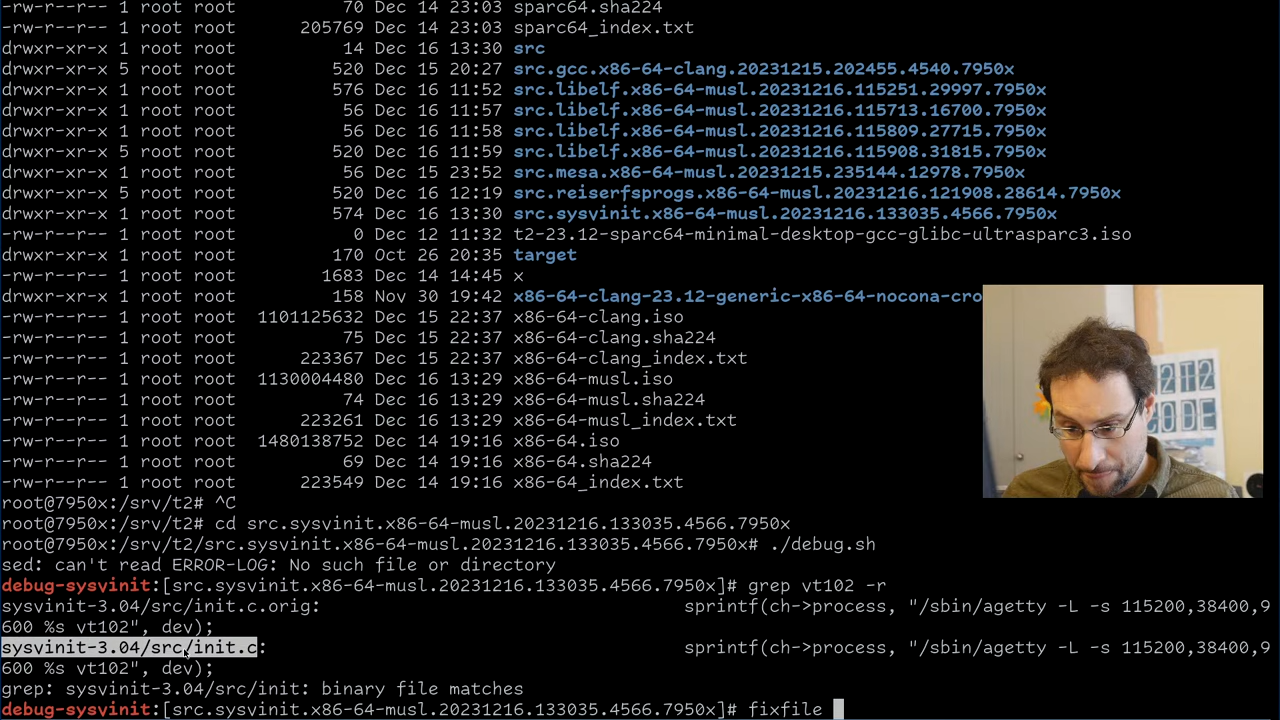 -rw-r--r-- 1 root root 70 Dec 14 23:03 sparc64.sha224
-rw-r--r-- 1 root root 205769 Dec 14 23:03 sparc64_index.txt
drwxr-xr-x 1 root root 14 Dec 16 13:30 src
drwxr-xr-x 5 root root 520 Dec 15 20:27 src.gcc.x86-64-clang.20231215.202455.4540.7950x
drwxr-xr-x 1 root root 576 Dec 16 11:52 src.libelf.x86-64-musl.20231216.115251.29997.7950x
drwxr-xr-x 1 root root 56 Dec 16 11:57 src.libelf.x86-64-musl.20231216.115713.16700.7950x
drwxr-xr-x 1 root root 56 Dec 16 11:58 src.libelf.x86-64-musl.20231216.115809.27715.7950x
drwxr-xr-x 5 root root 520 Dec 16 11:59 src.libelf.x86-64-musl.20231216.115908.31815.7950x
drwxr-xr-x 1 root root 56 Dec 15 23:52 src.mesa.x86-64-musl.20231215.235144.12978.7950x
drwxr-xr-x 5 root root 520 Dec 16 12:19 src.reiserfsprogs.x86-64-musl.20231216.121908.28614.7950x
drwxr-xr-x 1 root root 574 Dec 16 13:30 src.sysvinit.x86-64-musl.20231216.133035.4566.7950x
-rw-r--r-- 1 root root 0 Dec 12 11:32 t2-23.12-sparc64-minimal-desktop-gcc-glibc-ultrasparc3.iso
drwxr-xr-x 1 root root 170 Oct 26 20:35 target
-rw-r--r-- 1 root root 1683 Dec 14 14:45 x
drwxr-xr-x 1 root root 158 Nov 30 19:42 x86-64-clang-23.12-generic-x86-64-nocona-cro
-rw-r--r-- 1 root root 1101125632 Dec 15 22:37 x86-64-clang.iso
-rw-r--r-- 1 root root 75 Dec 15 22:37 x86-64-clang.sha224
-rw-r--r-- 1 root root 223367 Dec 15 22:37 x86-64-clang_index.txt
-rw-r--r-- 1 root root 1130004480 Dec 16 13:29 x86-64-musl.iso
-rw-r--r-- 1 root root 74 Dec 16 13:29 x86-64-musl.sha224
-rw-r--r-- 1 root root 223261 Dec 16 13:29 x86-64-musl_index.txt
-rw-r--r-- 1 root root 1480138752 Dec 14 19:16 x86-64.iso
-rw-r--r-- 1 root root 69 Dec 14 19:16 x86-64.sha224
-rw-r--r-- 1 root root 223549 Dec 14 19:16 x86-64_index.txt
root@7950x:/srv/t2# ^C
root@7950x:/srv/t2# cd src.sysvinit.x86-64-musl.20231216.133035.4566.7950x
root@7950x:/srv/t2/src.sysvinit.x86-64-musl.20231216.133035.4566.7950x# ./debug.sh
sed: can't read ERROR-LOG: No such file or directory
debug-sysvinit:[src.sysvinit.x86-64-musl.20231216.133035.4566.7950x]# grep vt102 -r
sysvinit-3.04/src/init.c.orig: sprintf(ch->process, "/sbin/agetty -L -s 115200,38400,9
600 %s vt102", dev);
sysvinit-3.04/src/init.c: sprintf(ch->process, "/sbin/agetty -L -s 115200,38400,9
600 %s vt102", dev);
grep: sysvinit-3.04/src/init: binary file matches
debug-sysvinit:[src.sysvinit.x86-64-musl.20231216.133035.4566.7950x]# fixfile
CODE